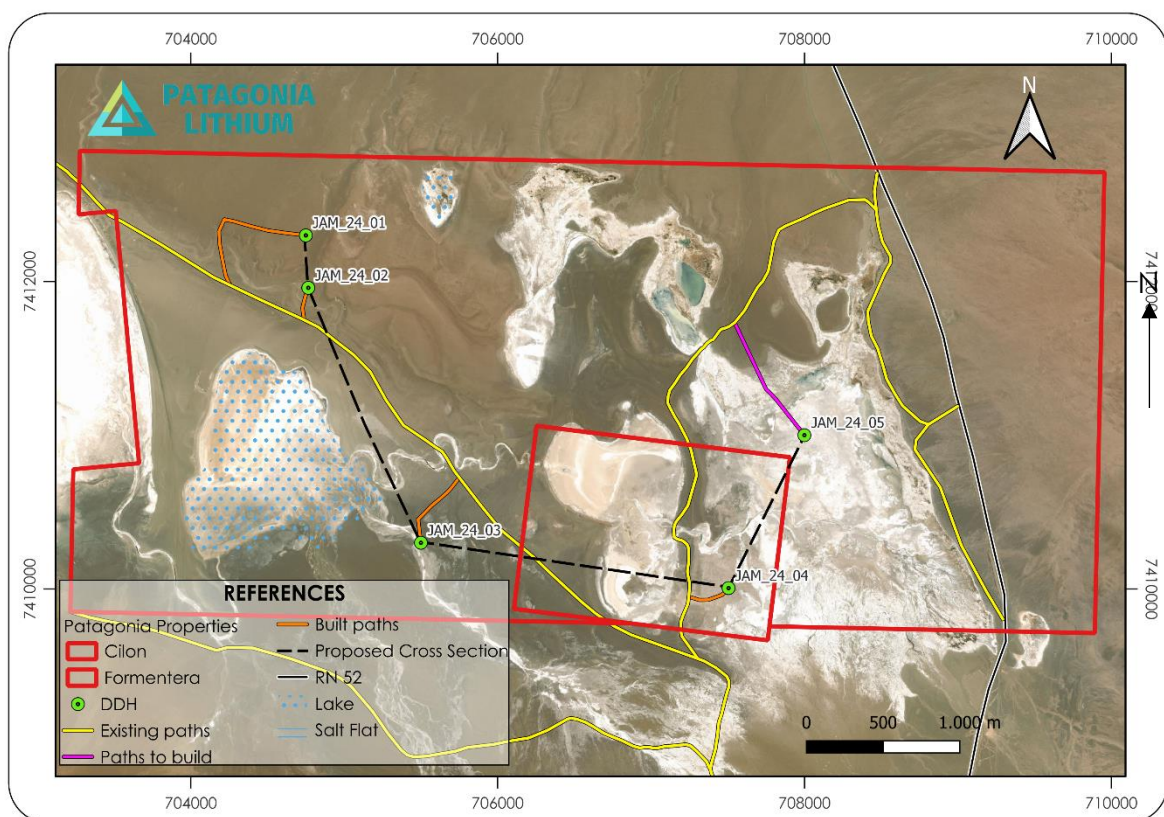 704000 706000 708000 710000
PATAGONIA
LITHIUM
N
JAM_24_01
JAM_24_02
7412000
7412000
N
JAM_24_05
JAM_24_03
JAM_24_04
7410000
7410000
REFERENCES
Patagonia Properties
Cilon
Formentera
DDH
Existing paths
Paths to build
Built paths
Proposed Cross Section
RN 52
Lake
Salt Flat
0 500 1.000 m
704000 706000 708000 710000